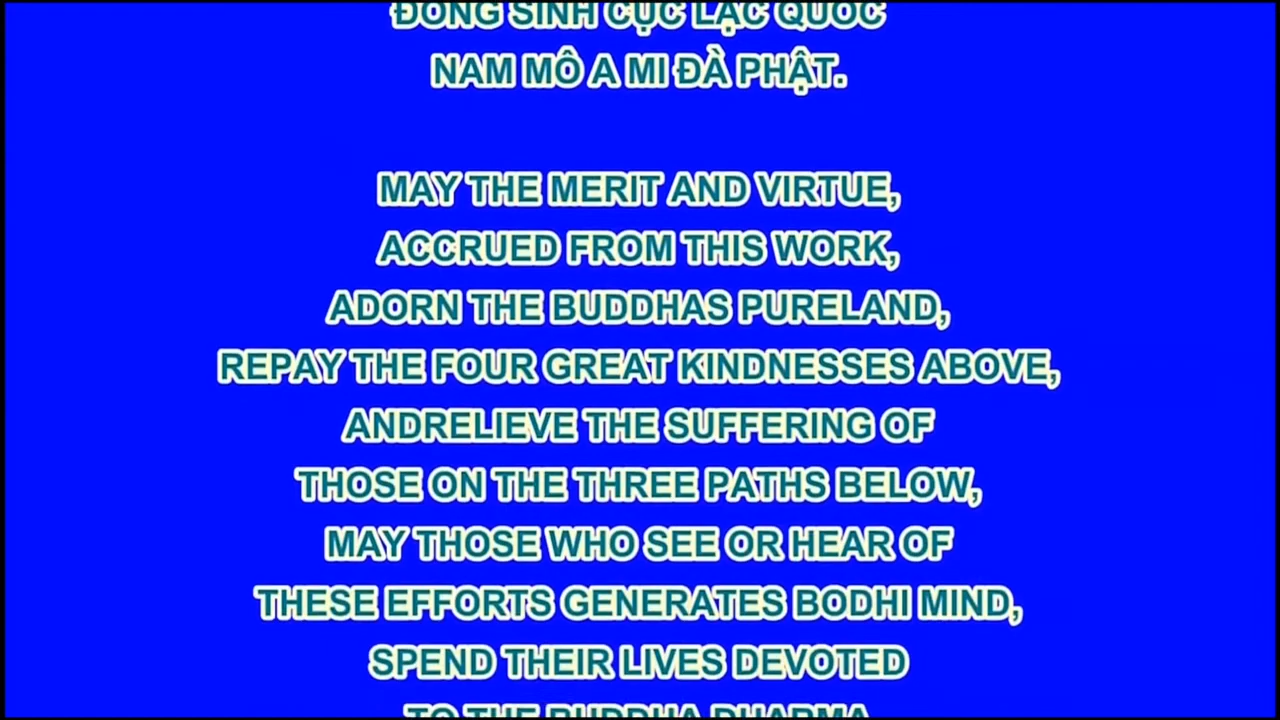 ĐỒNG SINH CỰC LẠC QUỐC
NAM MÔ A MI ĐÀ PHẬT.
MAY THE MERIT AND VIRTUE,
ACCRUED FROM THIS WORK,
ADORN THE BUDDHAS PURELAND,
REPAY THE FOUR GREAT KINDNESSES ABOVE,
ANDRELIEVE THE SUFFERING OF
THOSE ON THE THREE PATHS BELOW,
MAY THOSE WHO SEE OR HEAR OF
THESE EFFORTS GENERATES BODHI MIND,
SPEND THEIR LIVES DEVOTED
TO THE BUDDHA DHARMA